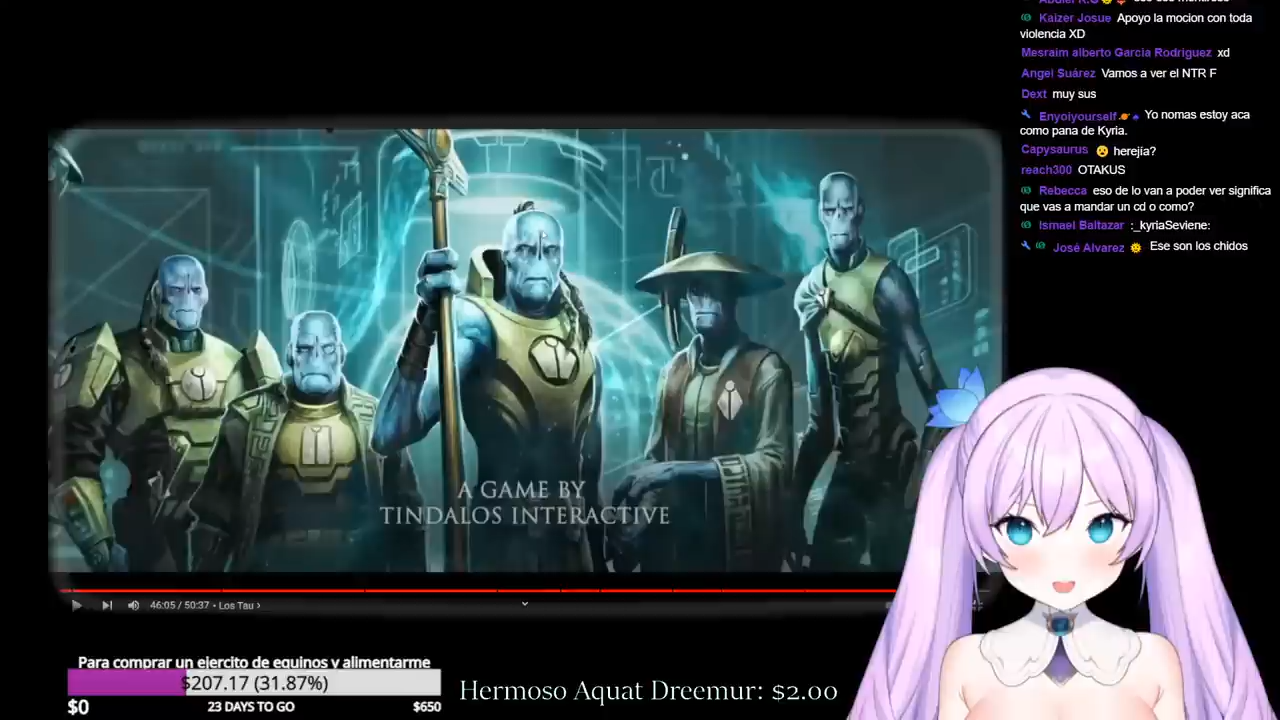 Kaizer Josue Apoyo la mocion con toda
violencia XD
Mesraim alberto Garcia Rodriguez xd
Angel Suárez Vamos a ver el NTR F
Dext muy sus
Enyoiyourself Yo nomas estoy aca
como pana de Kyria.
Capysaurus herejía?
reach300 OTAKUS
Rebecca eso de lo van a poder ver significa
que vas a mandar un cd o como?
Ismael Baltazar :_kyriaSeviene:
José Alvarez Ese son los chidos
A GAME BY
TINDALOS INTERACTIVE
46:05 / 50:37 • Los Tau ›
Para comprar un ejercito de equinos y alimentarme
$207.17 (31.87%)
$0 23 DAYS TO GO $650
Hermoso Aquat Dreemur: $2.00